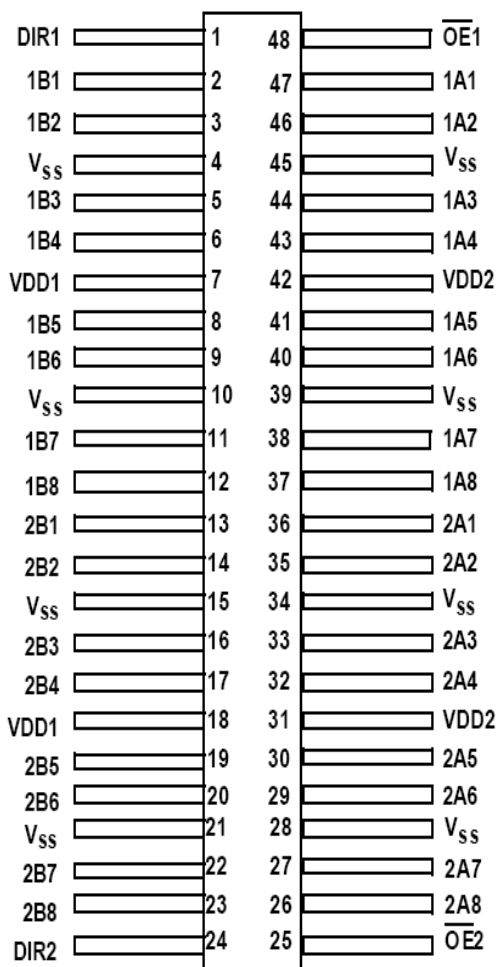 DIR1 1 48 O̅E̅1
1B1 2 47 1A1
1B2 3 46 1A2
VSS 4 45 VSS
1B3 5 44 1A3
1B4 6 43 1A4
VDD1 7 42 VDD2
1B5 8 41 1A5
1B6 9 40 1A6
VSS 10 39 VSS
1B7 11 38 1A7
1B8 12 37 1A8
2B1 13 36 2A1
2B2 14 35 2A2
VSS 15 34 VSS
2B3 16 33 2A3
2B4 17 32 2A4
VDD1 18 31 VDD2
2B5 19 30 2A5
2B6 20 29 2A6
VSS 21 28 VSS
2B7 22 27 2A7
2B8 23 26 2A8
DIR2 24 25 O̅E̅2